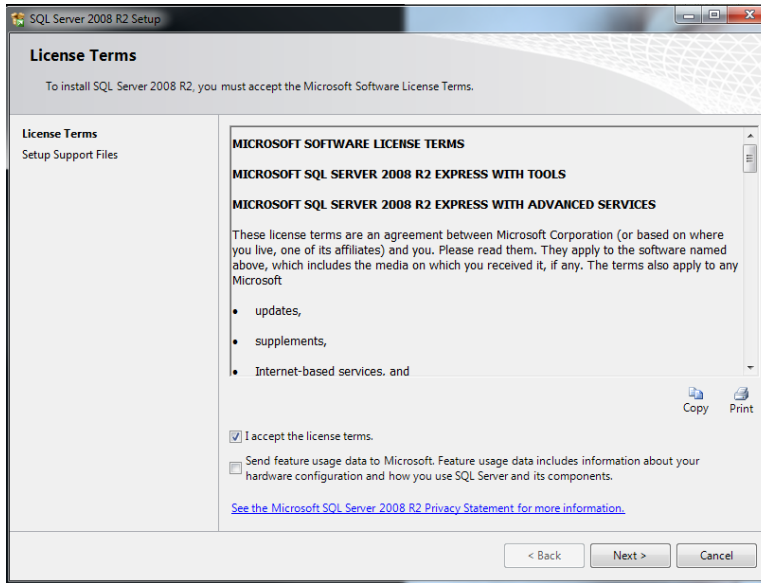 SQL Server 2008 R2 Setup
License Terms
To install SQL Server 2008 R2, you must accept the Microsoft Software License Terms.
License Terms
Setup Support Files
MICROSOFT SOFTWARE LICENSE TERMS
MICROSOFT SQL SERVER 2008 R2 EXPRESS WITH TOOLS
MICROSOFT SQL SERVER 2008 R2 EXPRESS WITH ADVANCED SERVICES
These license terms are an agreement between Microsoft Corporation (or based on where
you live, one of its affiliates) and you. Please read them. They apply to the software named
above, which includes the media on which you received it, if any. The terms also apply to any
Microsoft
• updates,
• supplements,
• Internet-based services, and
Copy Print
I accept the license terms.
Send feature usage data to Microsoft. Feature usage data includes information about your
hardware configuration and how you use SQL Server and its components.
See the Microsoft SQL Server 2008 R2 Privacy Statement for more information.
< Back Next > Cancel